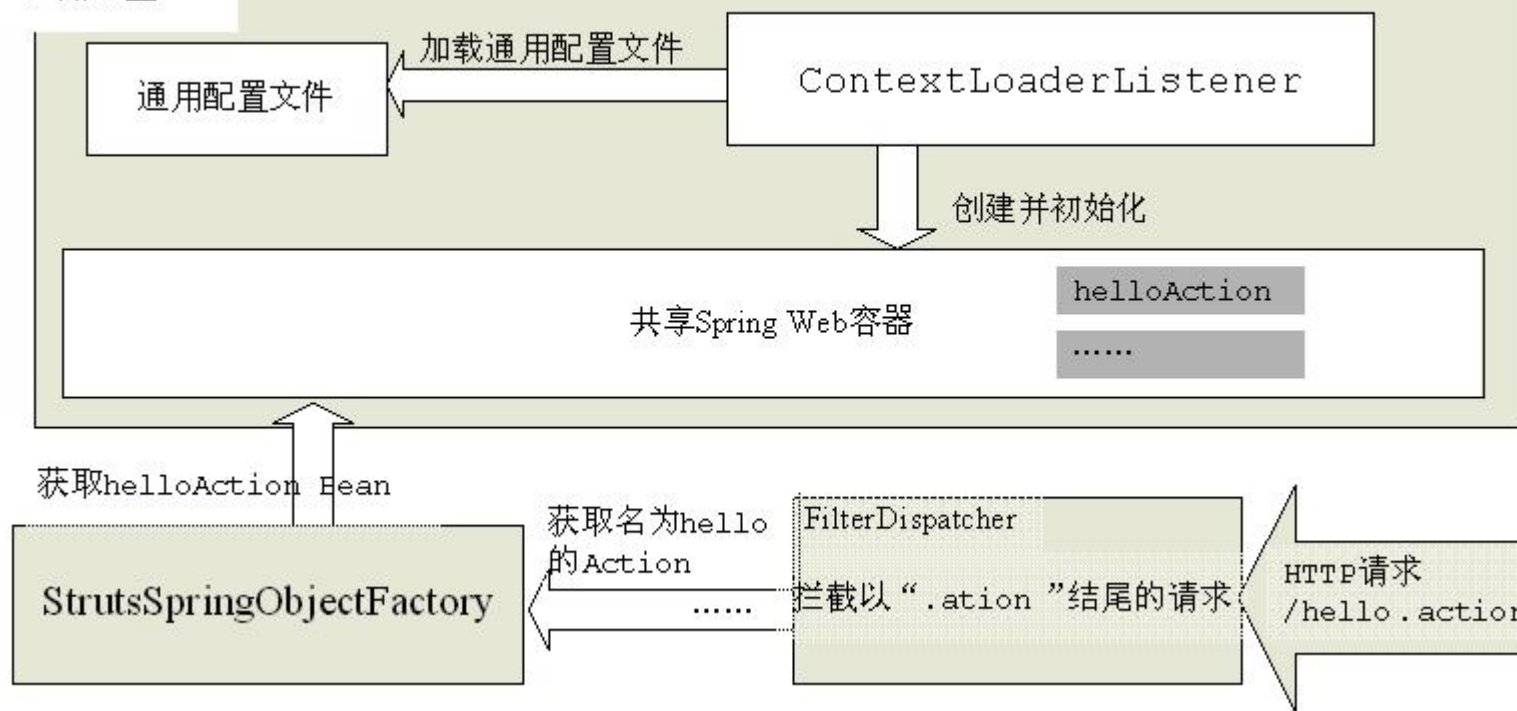 加载通用配置文件
通用配置文件
ContextLoaderListener
创建并初始化
共享Spring Web容器
helloAction
……
获取helloAction Bean
获取名为hello
的Action
……
StrutsSpringObjectFactory
FilterDispatcher
拦截以“.ation ”结尾的请求
HTTP请求
/hello.action